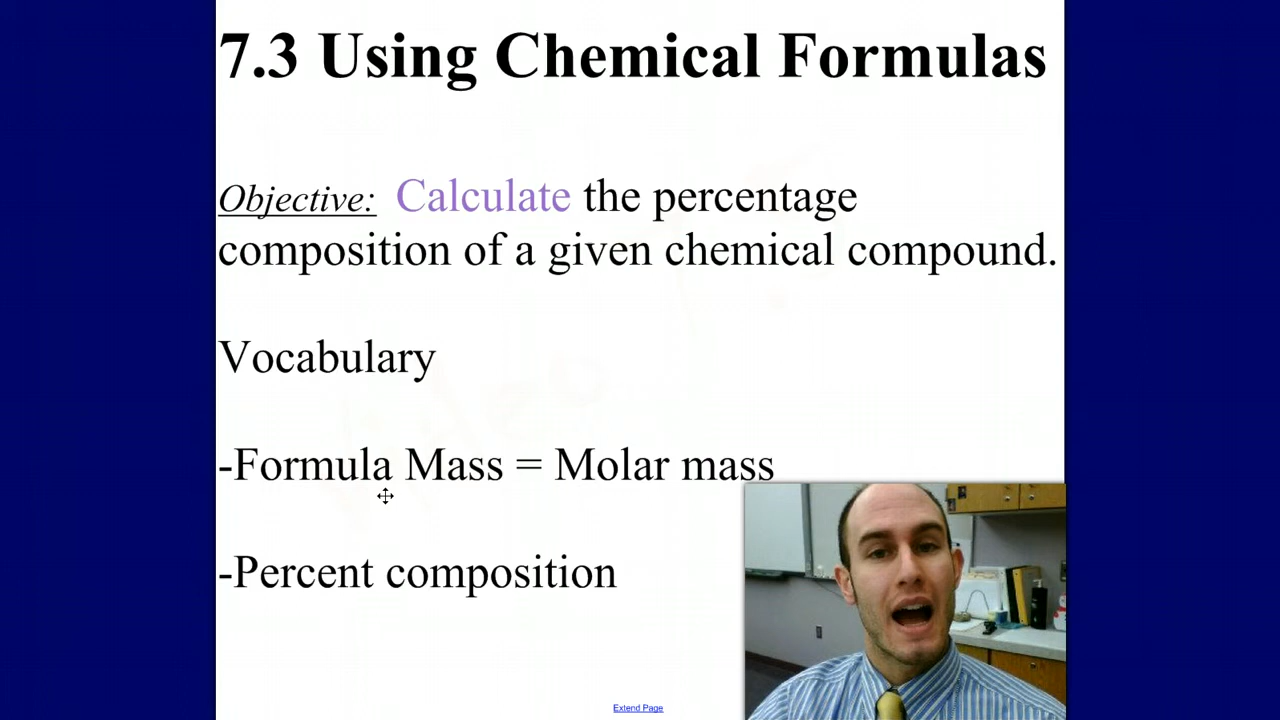 7.3 Using Chemical Formulas
Objective: Calculate the percentage
composition of a given chemical compound.
Vocabulary
-Formula Mass = Molar mass
-Percent composition
Extend Page